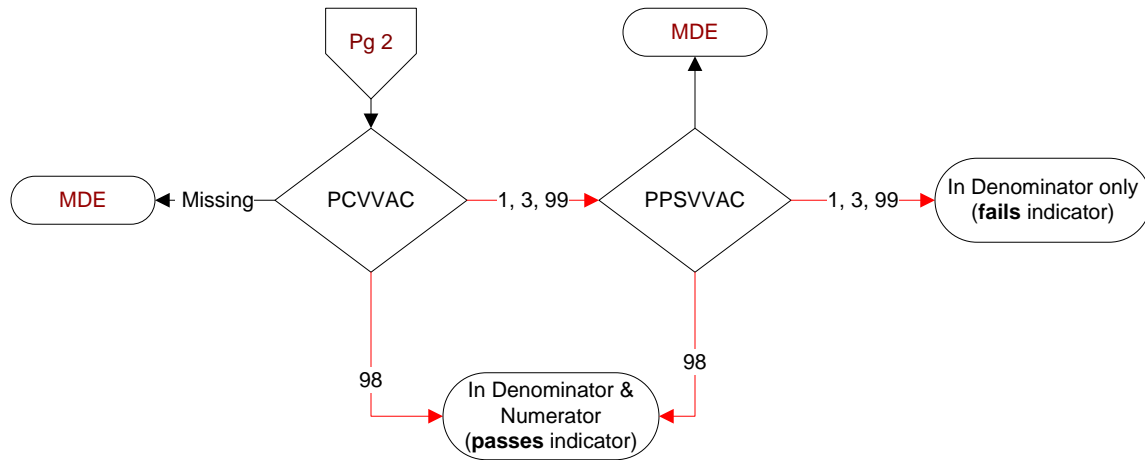 Pg 2
MDE
MDE
Missing
PCVVAC
1, 3, 99
PPSVVAC
1, 3, 99
In Denominator only
(fails indicator)
98
98
In Denominator &
Numerator
(passes indicator)